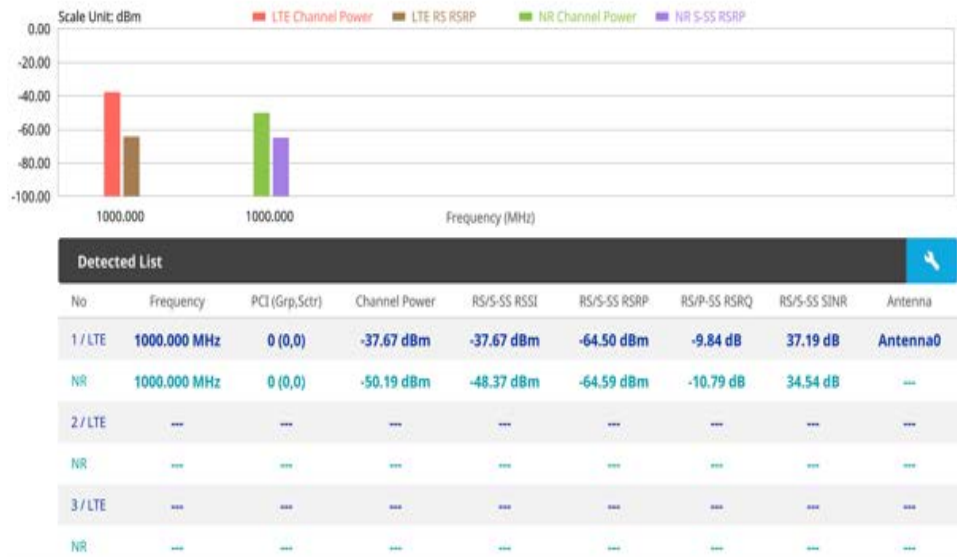 Scale Unit: dBm LTE Channel Power LTE RS RSRP NR Channel Power NR S-SS RSRP
0.00
-20.00
-40.00
-60.00
-80.00
-100.00
1000.000 1000.000 Frequency (MHz)
Detected List
No Frequency PCI (Grp,Sctr) Channel Power RS/S-SS RSSI RS/S-SS RSRP RS/P-SS RSRQ RS/S-SS SINR Antenna
1 / LTE 1000.000 MHz 0 (0,0) -37.67 dBm -37.67 dBm -64.50 dBm -9.84 dB 37.19 dB Antenna0
NR 1000.000 MHz 0 (0,0) -50.19 dBm -48.37 dBm -64.59 dBm -10.79 dB 34.54 dB ---
2 / LTE --- --- --- --- --- --- --- ---
NR --- --- --- --- --- --- --- ---
3 / LTE --- --- --- --- --- --- --- ---
NR --- --- --- --- --- --- --- ---